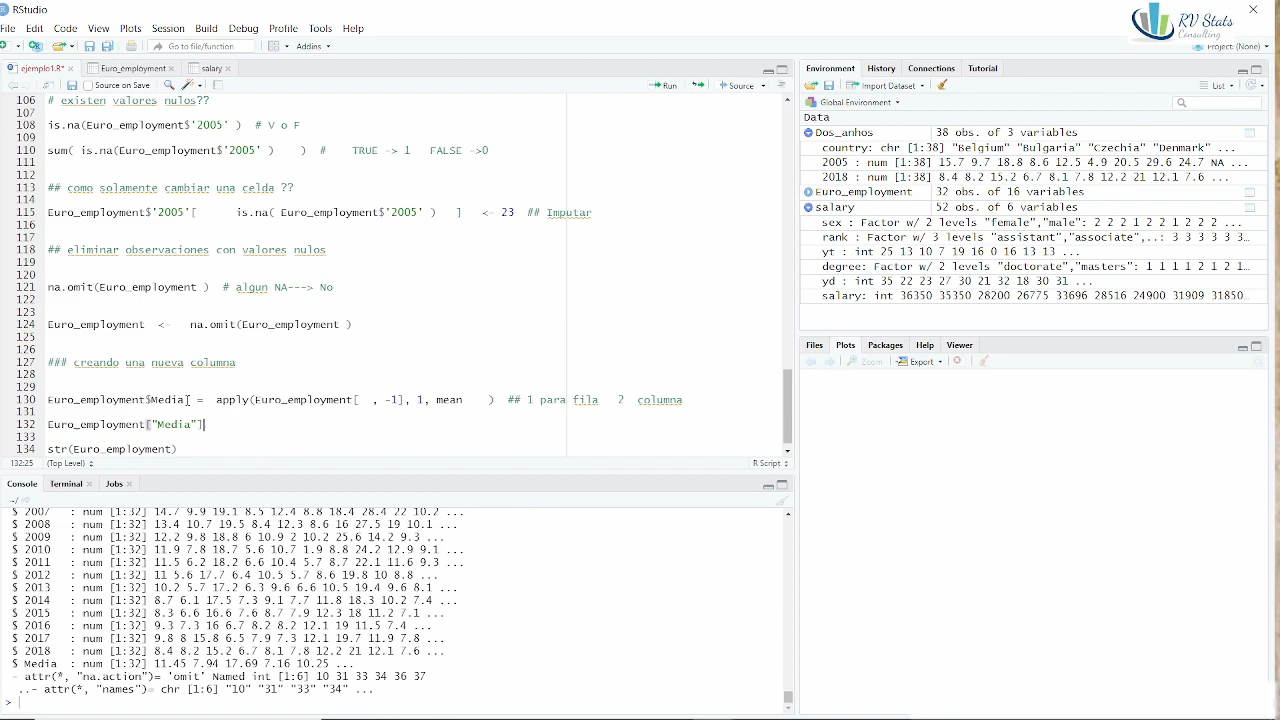 RStudio
RV Stats
Consulting
File Edit Code View Plots Session Build Debug Profile Tools Help
Go to file/function Addins Project: (None)
ejemplo1.R* Euro_employment salary
Source on Save Run Source
106 # existen valores nulos??
107
108 is.na(Euro_employment$'2005' ) # V o F
109
110 sum( is.na(Euro_employment$'2005' ) ) # TRUE -> 1 FALSE ->0
111
112
113 ## como solamente cambiar una celda ??
114
115 Euro_employment$'2005'[ is.na( Euro_employment$'2005' ) ] <- 23 ## Imputar
116
117
118 ## eliminar observaciones con valores nulos
119
120
121 na.omit(Euro_employment ) # algun NA---> No
122
123
124 Euro_employment <- na.omit(Euro_employment )
125
126
127 ### creando una nueva columna
128
129
130 Euro_employment$Media = apply(Euro_employment[ , -1], 1, mean ) ## 1 para fila 2 columna
131
132 Euro_employment["Media"]
133
134 str(Euro_employment)
132:25 (Top Level) R Script
Console Terminal Jobs
~/
$ 2007 : num [1:32] 14.7 9.9 19.1 8.5 12.4 8.8 18.4 28.4 22 10.2 ...
$ 2008 : num [1:32] 13.4 10.7 19.5 8.4 12.3 8.6 16 27.5 19 10.1 ...
$ 2009 : num [1:32] 12.2 9.8 18.8 6 10.9 2 10.2 25.6 14.2 9.3 ...
$ 2010 : num [1:32] 11.9 7.8 18.7 5.6 10.7 1.9 8.8 24.2 12.9 9.1 ...
$ 2011 : num [1:32] 11.5 6.2 18.2 6.6 10.4 5.7 8.7 22.1 11.6 9.3 ...
$ 2012 : num [1:32] 11 5.6 17.7 6.4 10.5 5.7 8.6 19.8 10 8.8 ...
$ 2013 : num [1:32] 10.2 5.7 17.2 6.3 9.6 6.6 10.5 19.4 9.6 8.1 ...
$ 2014 : num [1:32] 8.7 6.1 17.5 7.3 9.1 7.7 11.8 18.3 10.2 7.4 ...
$ 2015 : num [1:32] 8.3 6.6 16.6 7.6 8.7 7.9 12.3 18 11.2 7.1 ...
$ 2016 : num [1:32] 9.3 7.3 16 6.7 8.2 8.2 12.1 19 11.5 7.4 ...
$ 2017 : num [1:32] 9.8 8 15.8 6.5 7.9 7.3 12.1 19.7 11.9 7.8 ...
$ 2018 : num [1:32] 8.4 8.2 15.2 6.7 8.1 7.8 12.2 21 12.1 7.6 ...
$ Media : num [1:32] 11.45 7.94 17.69 7.16 10.25 ...
- attr(*, "na.action")= 'omit' Named int [1:6] 10 31 33 34 36 37
..- attr(*, "names")= chr [1:6] "10" "31" "33" "34" ...
>
Environment History Connections Tutorial
Import Dataset List
Global Environment
Data
Dos_anhos 38 obs. of 3 variables
country: chr [1:38] "Belgium" "Bulgaria" "Czechia" "Denmark" ...
2005 : num [1:38] 15.7 9.7 18.8 8.6 12.5 4.9 20.5 29.6 24.7 NA ...
2018 : num [1:38] 8.4 8.2 15.2 6.7 8.1 7.8 12.2 21 12.1 7.6 ...
Euro_employment 32 obs. of 16 variables
salary 52 obs. of 6 variables
sex : Factor w/ 2 levels "female","male": 2 2 2 1 2 2 1 2 2 2 ...
rank : Factor w/ 3 levels "assistant","associate",..: 3 3 3 3 3 3 3…
yt : int 25 13 10 7 19 16 0 16 13 13 ...
degree: Factor w/ 2 levels "doctorate","masters": 1 1 1 1 2 1 2 1…
yd : int 35 22 23 27 30 21 32 18 30 31 ...
salary: int 36350 35350 28200 26775 33696 28516 24900 31909 31850…
Files Plots Packages Help Viewer
Zoom Export